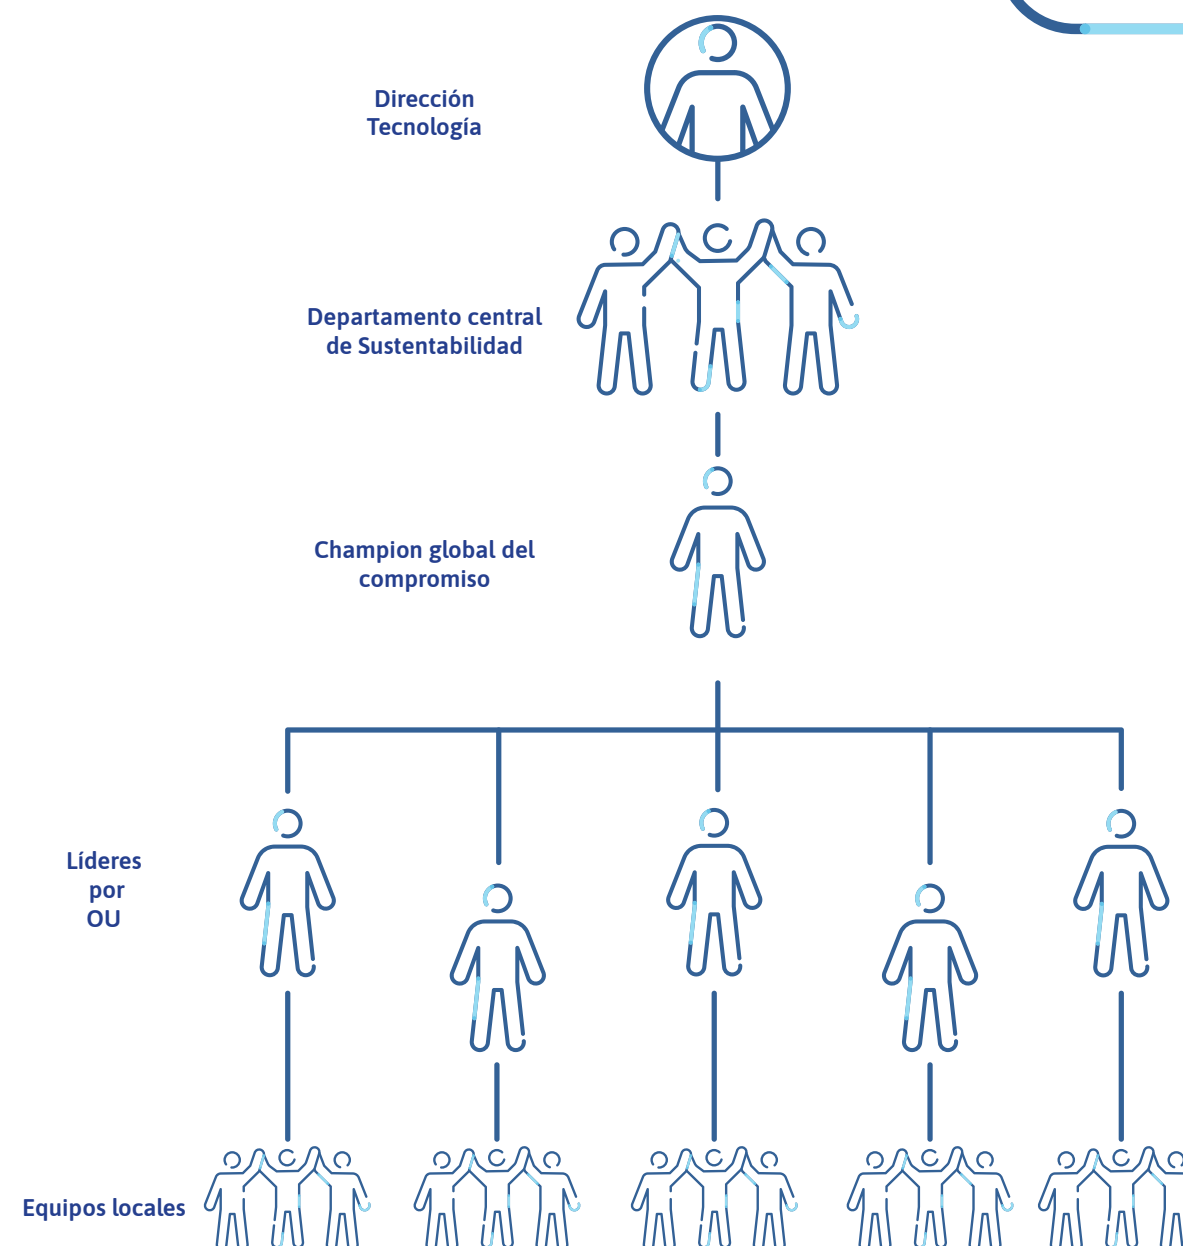 Dirección
Tecnología
Departamento central
de Sustentabilidad
Champion global del
compromiso
Líderes
por
OU
Equipos locales